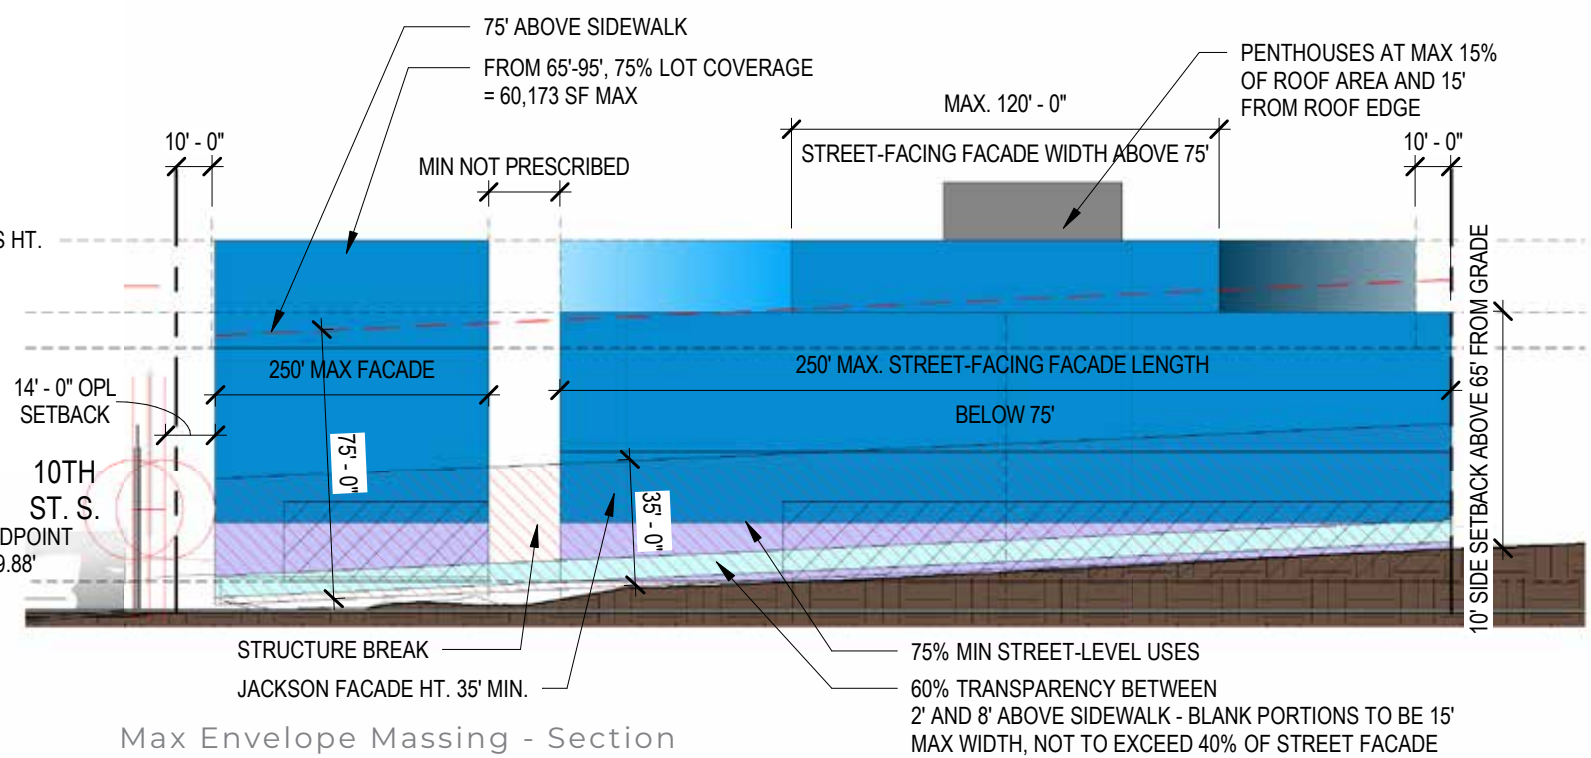 75' ABOVE SIDEWALK
FROM 65'-95', 75% LOT COVERAGE
= 60,173 SF MAX
PENTHOUSES AT MAX 15%
OF ROOF AREA AND 15'
FROM ROOF EDGE
MAX. 120' - 0"
10' - 0"
10' - 0"
MIN NOT PRESCRIBED
STREET-FACING FACADE WIDTH ABOVE 75'
HT.
250' MAX FACADE
250' MAX. STREET-FACING FACADE LENGTH
BELOW 75'
14' - 0" OPL
SETBACK
75' - 0"
35' - 0"
10TH
ST. S.
10' SIDE SETBACK ABOVE 65' FROM GRADE
STRUCTURE BREAK
JACKSON FACADE HT. 35' MIN.
75% MIN STREET-LEVEL USES
60% TRANSPARENCY BETWEEN
2' AND 8' ABOVE SIDEWALK - BLANK PORTIONS TO BE 15'
MAX WIDTH, NOT TO EXCEED 40% OF STREET FACADE
Max Envelope Massing - Section